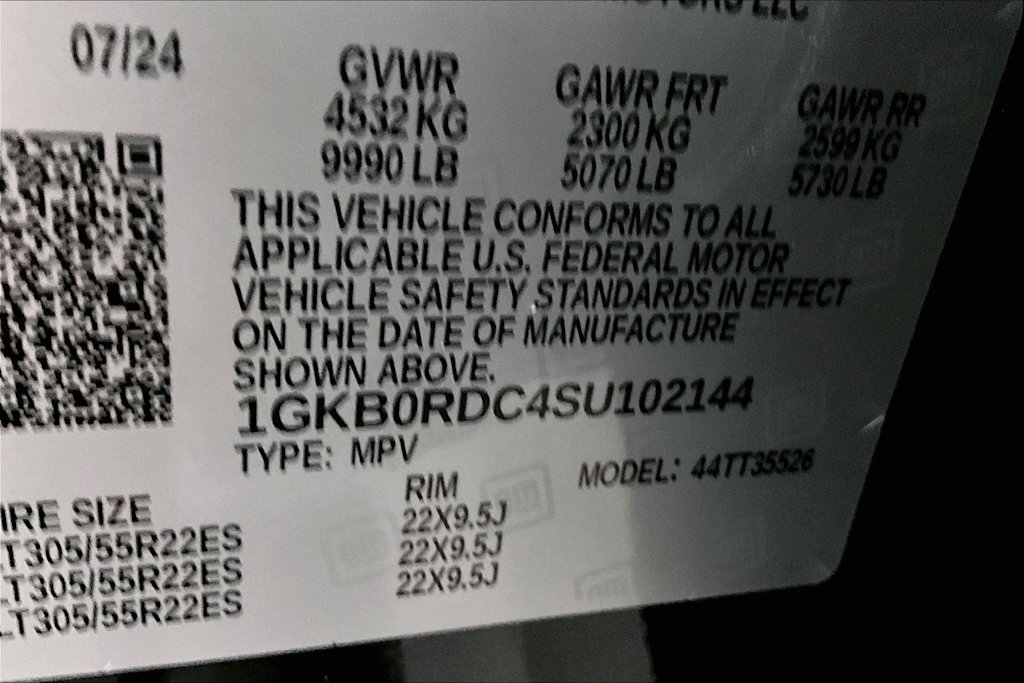 MOTORS LLC
07/24
GVWR GAWR FRT GAWR RR
4532 KG 2300 KG 2599 KG
9990 LB 5070 LB 5730 LB
THIS VEHICLE CONFORMS TO ALL
APPLICABLE U.S. FEDERAL MOTOR
VEHICLE SAFETY STANDARDS IN EFFECT
ON THE DATE OF MANUFACTURE
SHOWN ABOVE.
1GKB0RDC4SU102144
TYPE: MPV MODEL: 44TT35526
IRE SIZE RIM
LT305/55R22ES 22X9.5J
LT305/55R22ES 22X9.5J
LT305/55R22ES 22X9.5J